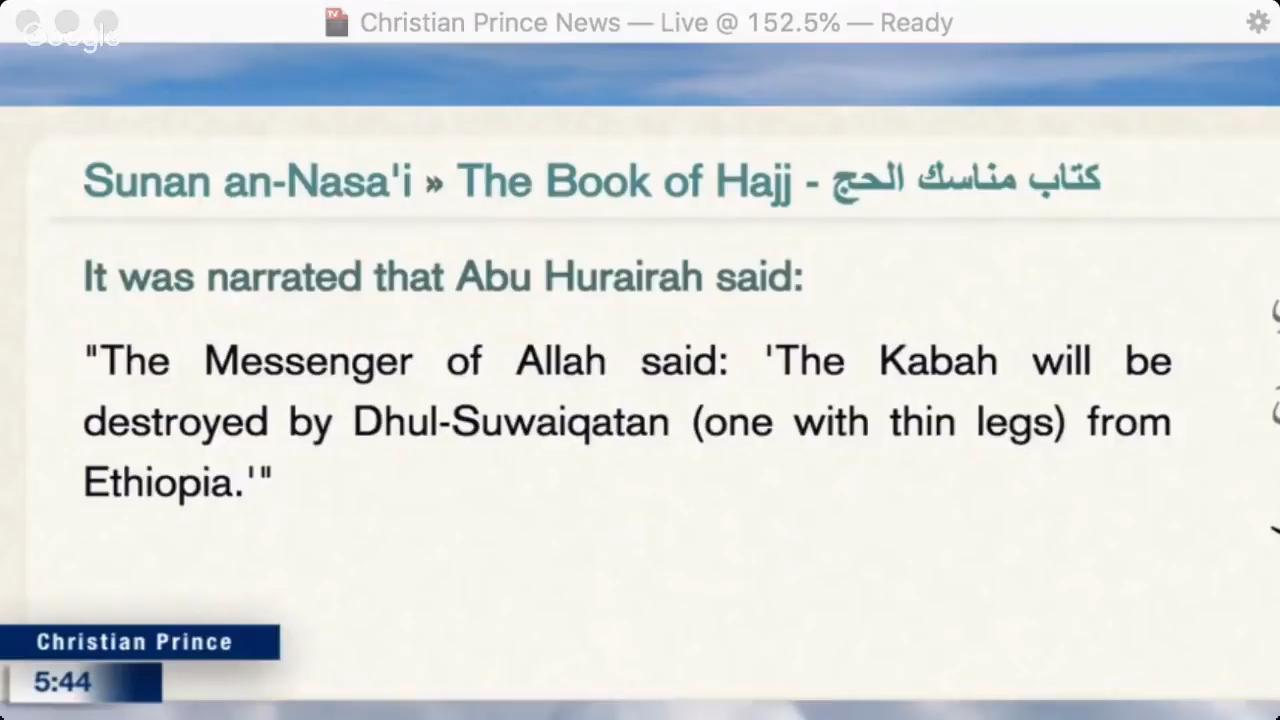 Christian Prince News — Live @ 152.5% — Ready
Google
Sunan an-Nasa'i » The Book of Hajj - كتاب مناسك الحج
It was narrated that Abu Hurairah said:
"The Messenger of Allah said: 'The Kabah will be
destroyed by Dhul-Suwaiqatan (one with thin legs) from
Ethiopia.'"
Christian Prince
5:44